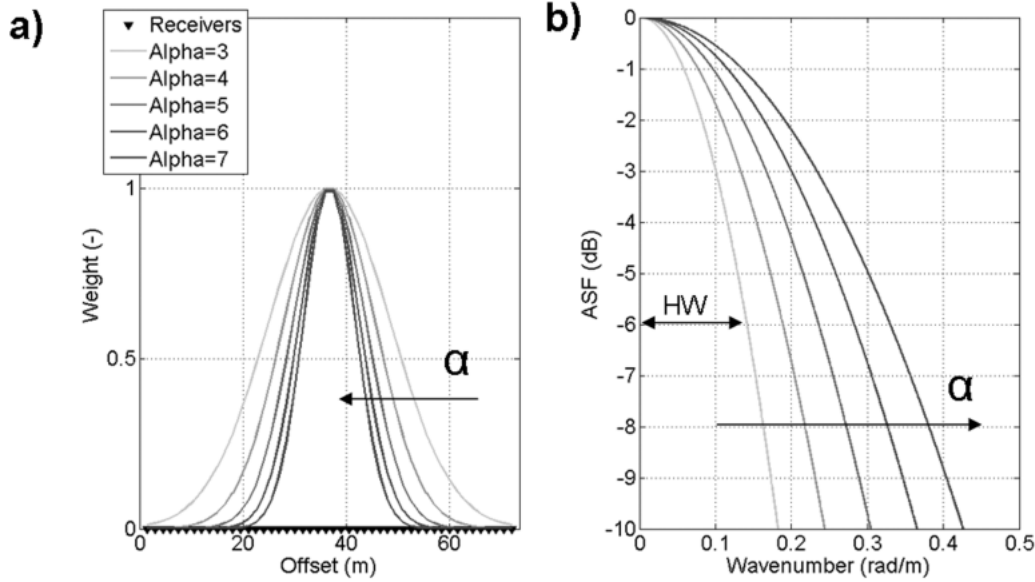 a)
Receivers
Alpha=3
Alpha=4
Alpha=5
Alpha=6
Alpha=7
1
0.5
0
Weight (-)
α
0 20 40 60
Offset (m)
b)
0
-1
-2
-3
-4
-5
-6
-7
-8
-9
-10
ASF (dB)
HW
α
0 0.1 0.2 0.3 0.4 0.5
Wavenumber (rad/m)